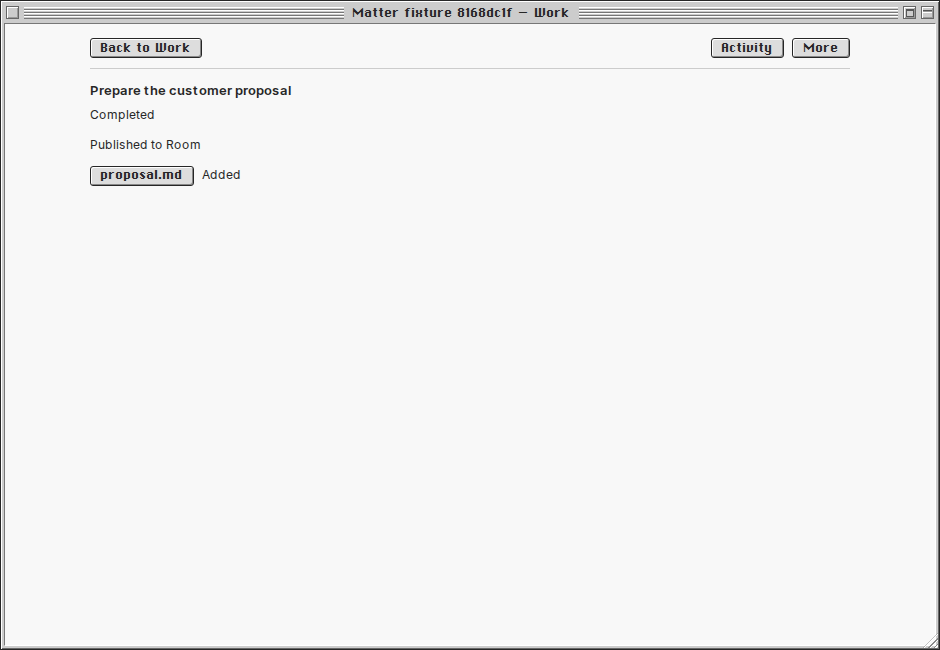 Matter fixture 8168dc1f — Work
Back to Work
Activity
More
Prepare the customer proposal
Completed
Published to Room
proposal.md
Added